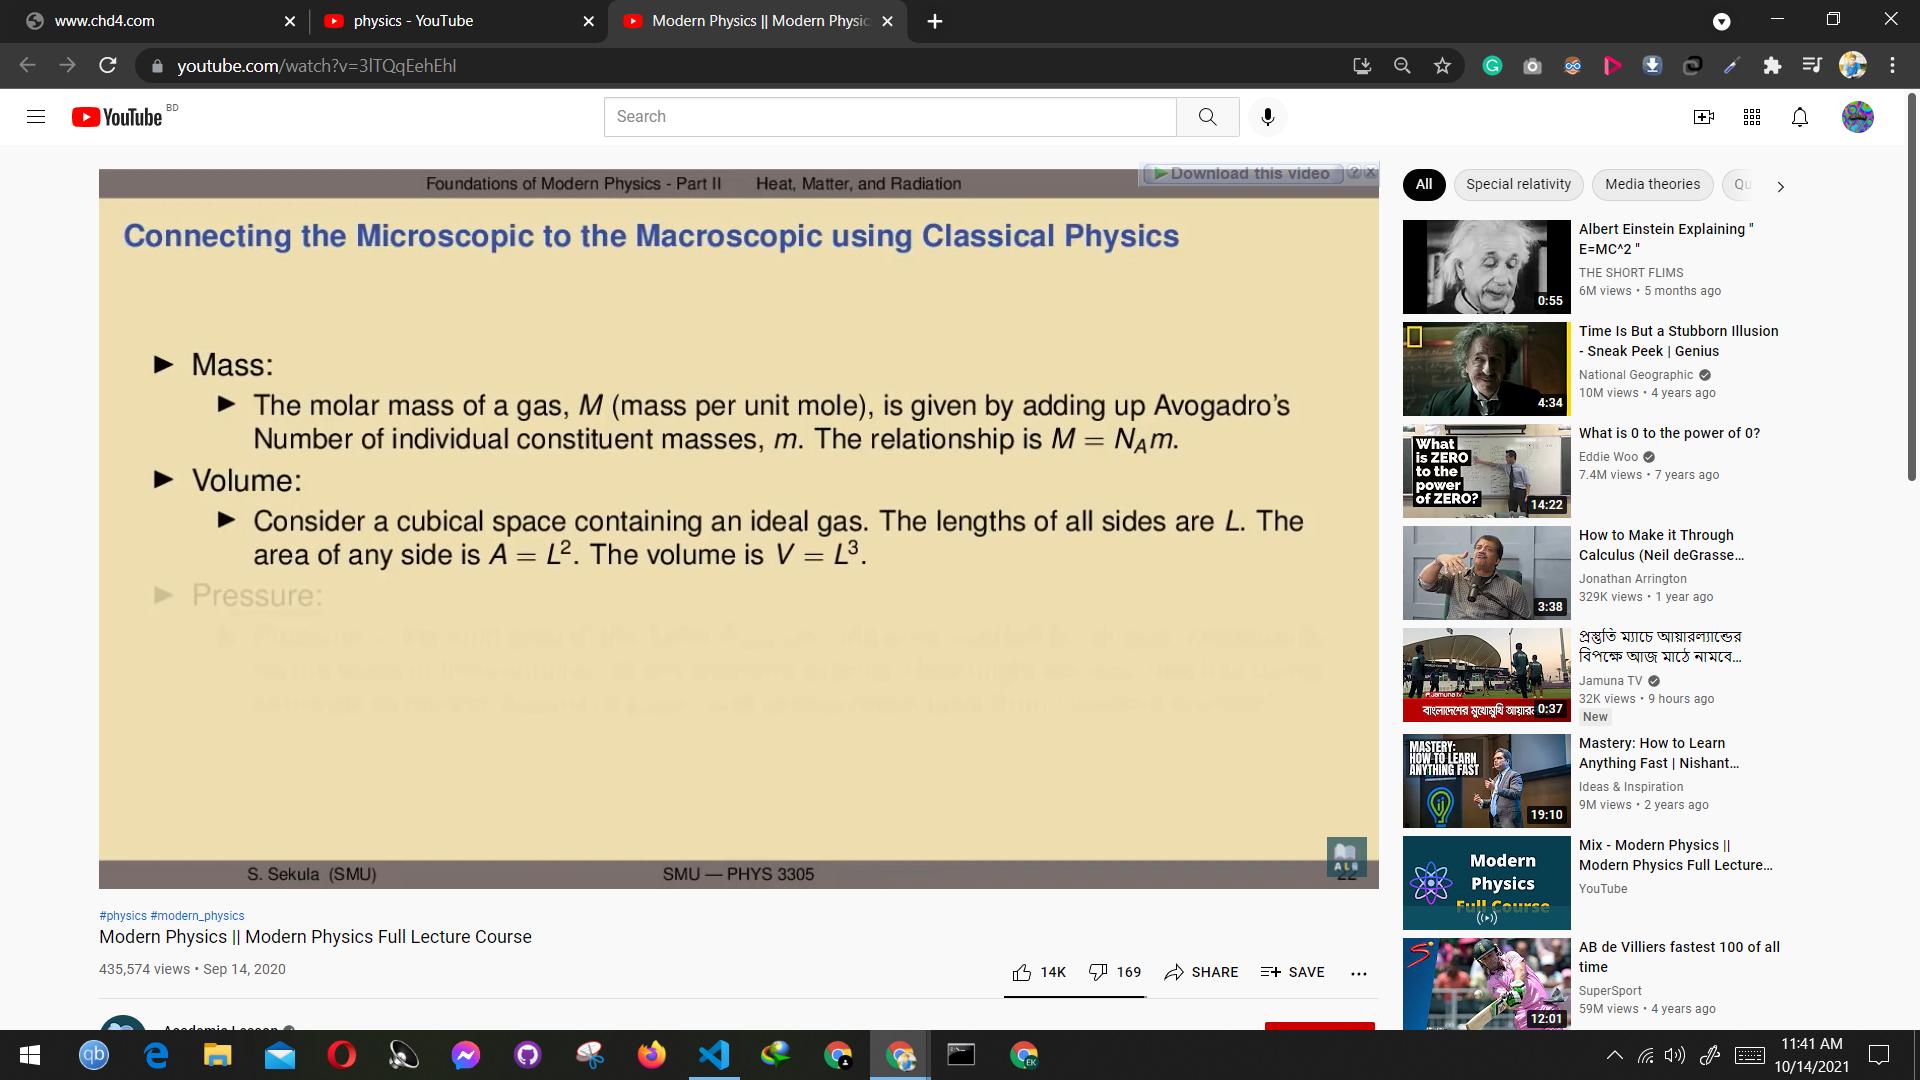 www.chd4.com
physics - YouTube
Modern Physics || Modern Physic
youtube.com/watch?v=3lTQqEehEhI
YouTube BD
Search
Foundations of Modern Physics - Part II Heat, Matter, and Radiation
Download this video
Connecting the Microscopic to the Macroscopic using Classical Physics
Mass:
The molar mass of a gas, M (mass per unit mole), is given by adding up Avogadro's
Number of individual constituent masses, m. The relationship is M = N_A m.
Volume:
Consider a cubical space containing an ideal gas. The lengths of all sides are L. The
area of any side is A = L². The volume is V = L³.
Pressure:
S. Sekula (SMU) SMU — PHYS 3305 22
ALB
#physics #modern_physics
Modern Physics || Modern Physics Full Lecture Course
435,574 views • Sep 14, 2020
14K 169 SHARE SAVE
All Special relativity Media theories Qu
Albert Einstein Explaining "
E=MC^2 "
THE SHORT FLIMS
6M views • 5 months ago
0:55
Time Is But a Stubborn Illusion
- Sneak Peek | Genius
National Geographic
10M views • 4 years ago
4:34
What
is ZERO
to the
power
of ZERO?
14:22
What is 0 to the power of 0?
Eddie Woo
7.4M views • 7 years ago
How to Make it Through
Calculus (Neil deGrasse...
Jonathan Arrington
329K views • 1 year ago
3:38
প্রস্তুতি ম্যাচে আয়ারল্যান্ডের
বিপক্ষে আজ মাঠে নামবে...
Jamuna TV
32K views • 9 hours ago
New
Jamuna tv
বাংলাদেশের মুখোমুখি আয়ার
0:37
MASTERY:
HOW TO LEARN
ANYTHING FAST
19:10
Mastery: How to Learn
Anything Fast | Nishant...
Ideas & Inspiration
9M views • 2 years ago
Modern
Physics
Full Course
Mix - Modern Physics ||
Modern Physics Full Lecture...
YouTube
AB de Villiers fastest 100 of all
time
SuperSport
59M views • 4 years ago
12:01
qb
EK
11:41 AM
10/14/2021